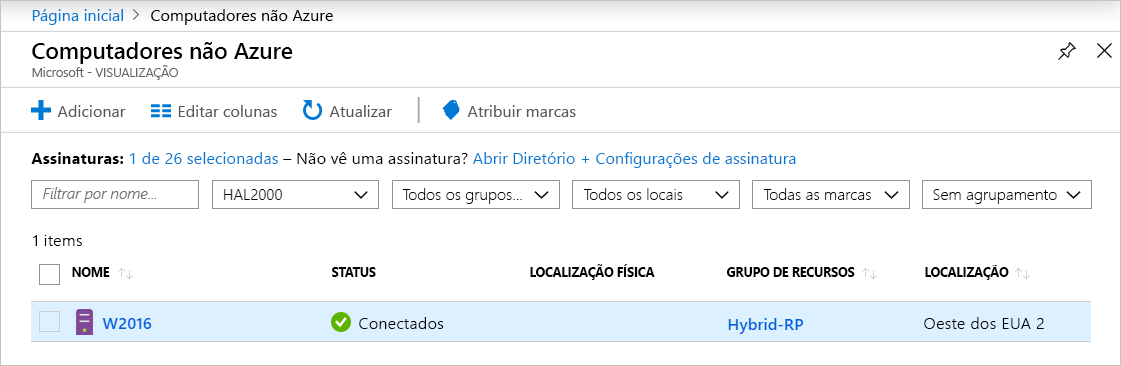 Página inicial > Computadores não Azure
Computadores não Azure
Microsoft - VISUALIZAÇÃO
Adicionar Editar colunas Atualizar Atribuir marcas
Assinaturas: 1 de 26 selecionadas – Não vê uma assinatura? Abrir Diretório + Configurações de assinatura
Filtrar por nome... HAL2000 Todos os grupos... Todos os locais Todas as marcas Sem agrupamento
1 items
NOME STATUS LOCALIZAÇÃO FÍSICA GRUPO DE RECURSOS LOCALIZAÇÃO
W2016 Conectados Hybrid-RP Oeste dos EUA 2